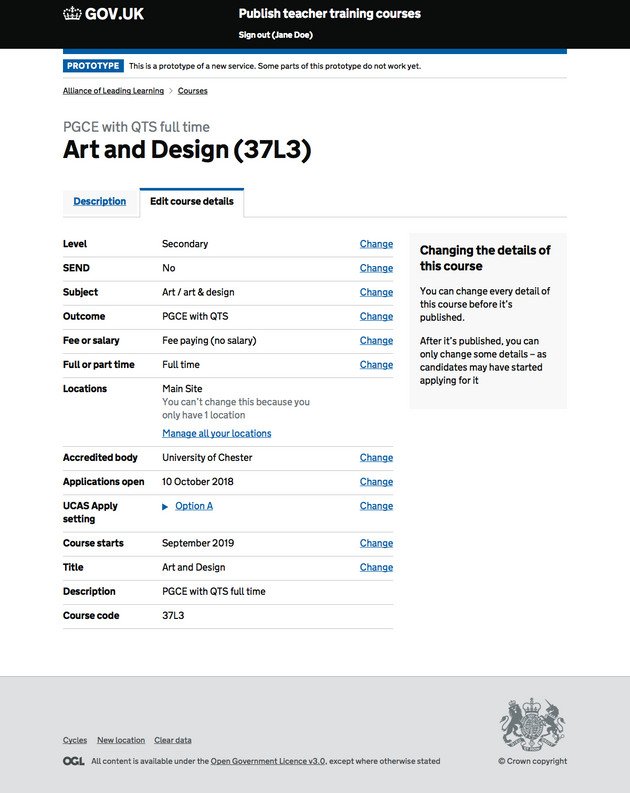 GOV.UK
Publish teacher training courses
Sign out (Jane Doe)
PROTOTYPE This is a prototype of a new service. Some parts of this prototype do not work yet.
Alliance of Leading Learning > Courses
PGCE with QTS full time
Art and Design (37L3)
Description Edit course details
Level Secondary Change
SEND No Change
Subject Art / art & design Change
Outcome PGCE with QTS Change
Fee or salary Fee paying (no salary) Change
Full or part time Full time Change
Locations Main Site
You can’t change this because you
only have 1 location
Manage all your locations
Accredited body University of Chester Change
Applications open 10 October 2018 Change
UCAS Apply
setting
Option A Change
Course starts September 2019 Change
Title Art and Design Change
Description PGCE with QTS full time
Course code 37L3
Changing the details of
this course
You can change every detail of
this course before it’s
published.
After it’s published, you can
only change some details – as
candidates may have started
applying for it
Cycles New location Clear data
OGL All content is available under the Open Government Licence v3.0, except where otherwise stated
© Crown copyright